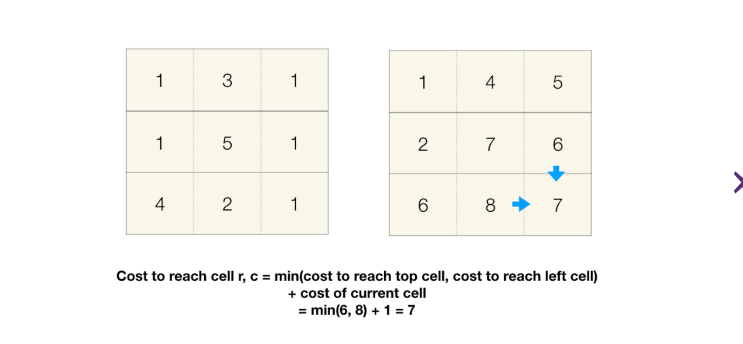 1 3 1
1 5 1
4 2 1
1 4 5
2 7 6
6 8 7
Cost to reach cell r, c = min(cost to reach top cell, cost to reach left cell)
+ cost of current cell
= min(6, 8) + 1 = 7